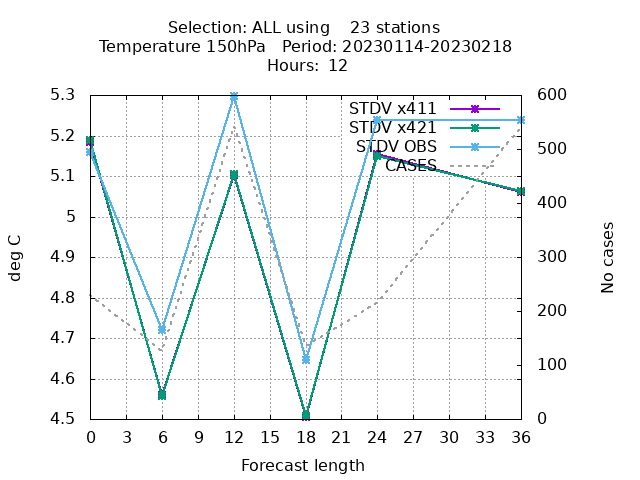 Selection: ALL using    23 stations
Temperature 150hPa   Period: 20230114-20230218
Hours: 12
STDV x411
STDV x421
STDV OBS
CASES
deg C
5.3
5.2
5.1
5
4.9
4.8
4.7
4.6
4.5
600
500
400
300
200
100
0
No cases
0 3 6 9 12 15 18 21 24 27 30 33 36
Forecast length